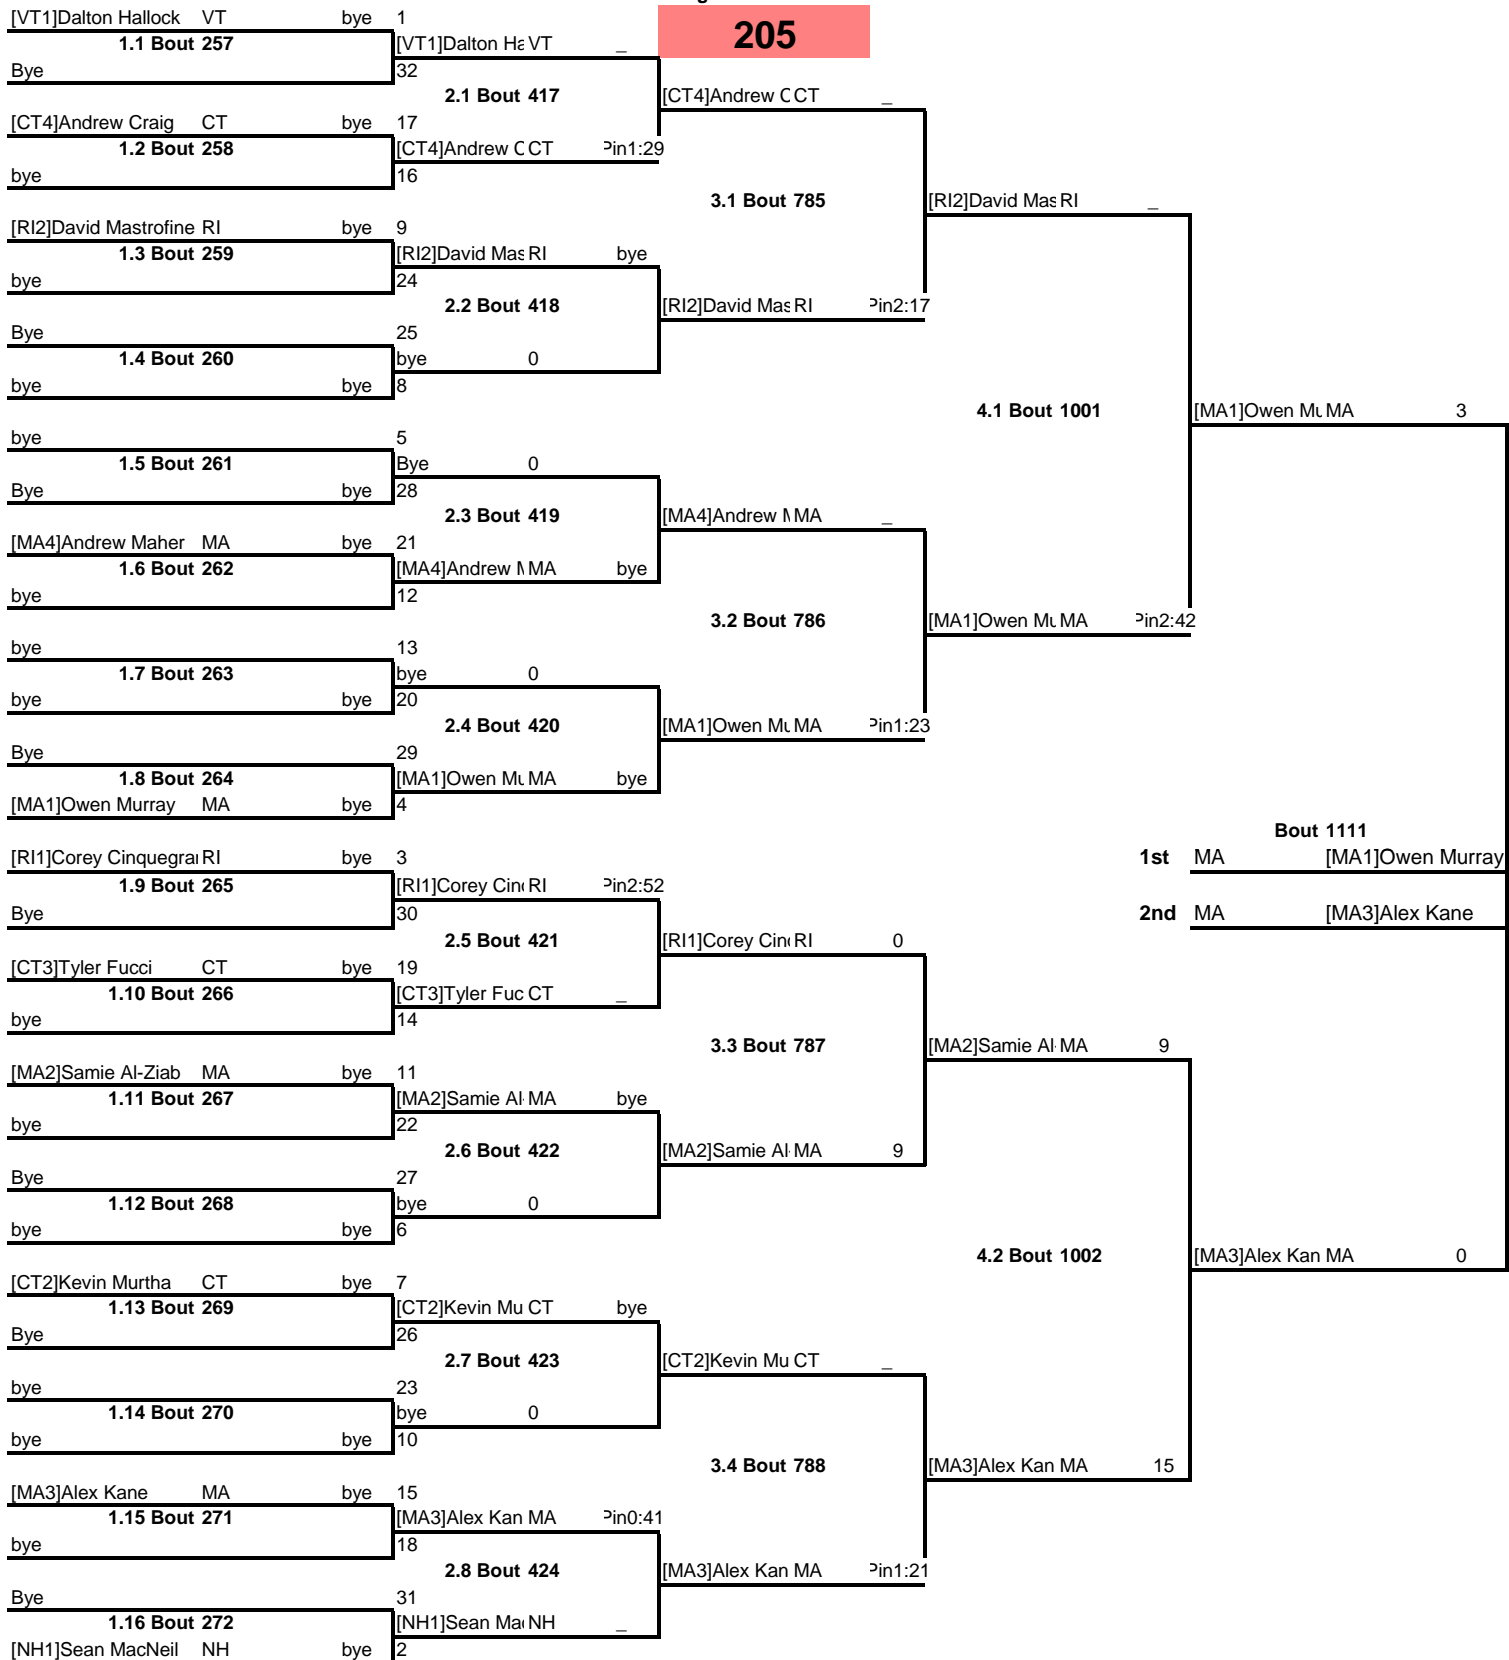 205
[VT1]Dalton Hallock VT bye 1
1.1 Bout 257
[VT1]Dalton Ha VT _
Bye 32
2.1 Bout 417
[CT4]Andrew C CT _
[CT4]Andrew Craig CT bye 17
1.2 Bout 258
[CT4]Andrew C CT Pin1:29
bye 16
3.1 Bout 785
[RI2]David Mas RI _
[RI2]David Mastrofine RI bye 9
1.3 Bout 259
[RI2]David Mas RI bye
bye 24
2.2 Bout 418
[RI2]David Mas RI Pin2:17
Bye 25
1.4 Bout 260
bye 0
bye bye 8
4.1 Bout 1001
[MA1]Owen Mu MA 3
bye 5
1.5 Bout 261
Bye 0
Bye bye 28
2.3 Bout 419
[MA4]Andrew M MA _
[MA4]Andrew Maher MA bye 21
1.6 Bout 262
[MA4]Andrew M MA bye
bye 12
3.2 Bout 786
[MA1]Owen Mu MA Pin2:42
bye 13
1.7 Bout 263
bye 0
bye bye 20
2.4 Bout 420
[MA1]Owen Mu MA Pin1:23
Bye 29
1.8 Bout 264
[MA1]Owen Mu MA bye
[MA1]Owen Murray MA bye 4
Bout 1111
1st MA [MA1]Owen Murray
2nd MA [MA3]Alex Kane
[RI1]Corey Cinquegra RI bye 3
1.9 Bout 265
[RI1]Corey Cin RI Pin2:52
Bye 30
2.5 Bout 421
[RI1]Corey Cin RI 0
[CT3]Tyler Fucci CT bye 19
1.10 Bout 266
[CT3]Tyler Fuc CT _
bye 14
3.3 Bout 787
[MA2]Samie Al- MA 9
[MA2]Samie Al-Ziab MA bye 11
1.11 Bout 267
[MA2]Samie Al- MA bye
bye 22
2.6 Bout 422
[MA2]Samie Al- MA 9
Bye 27
1.12 Bout 268
bye 0
bye bye 6
4.2 Bout 1002
[MA3]Alex Kan MA 0
[CT2]Kevin Murtha CT bye 7
1.13 Bout 269
[CT2]Kevin Mu CT bye
Bye 26
2.7 Bout 423
[CT2]Kevin Mu CT _
bye 23
1.14 Bout 270
bye 0
bye bye 10
3.4 Bout 788
[MA3]Alex Kan MA 15
[MA3]Alex Kane MA bye 15
1.15 Bout 271
[MA3]Alex Kan MA Pin0:41
bye 18
2.8 Bout 424
[MA3]Alex Kan MA Pin1:21
Bye 31
1.16 Bout 272
[NH1]Sean Mac NH _
[NH1]Sean MacNeil NH bye 2